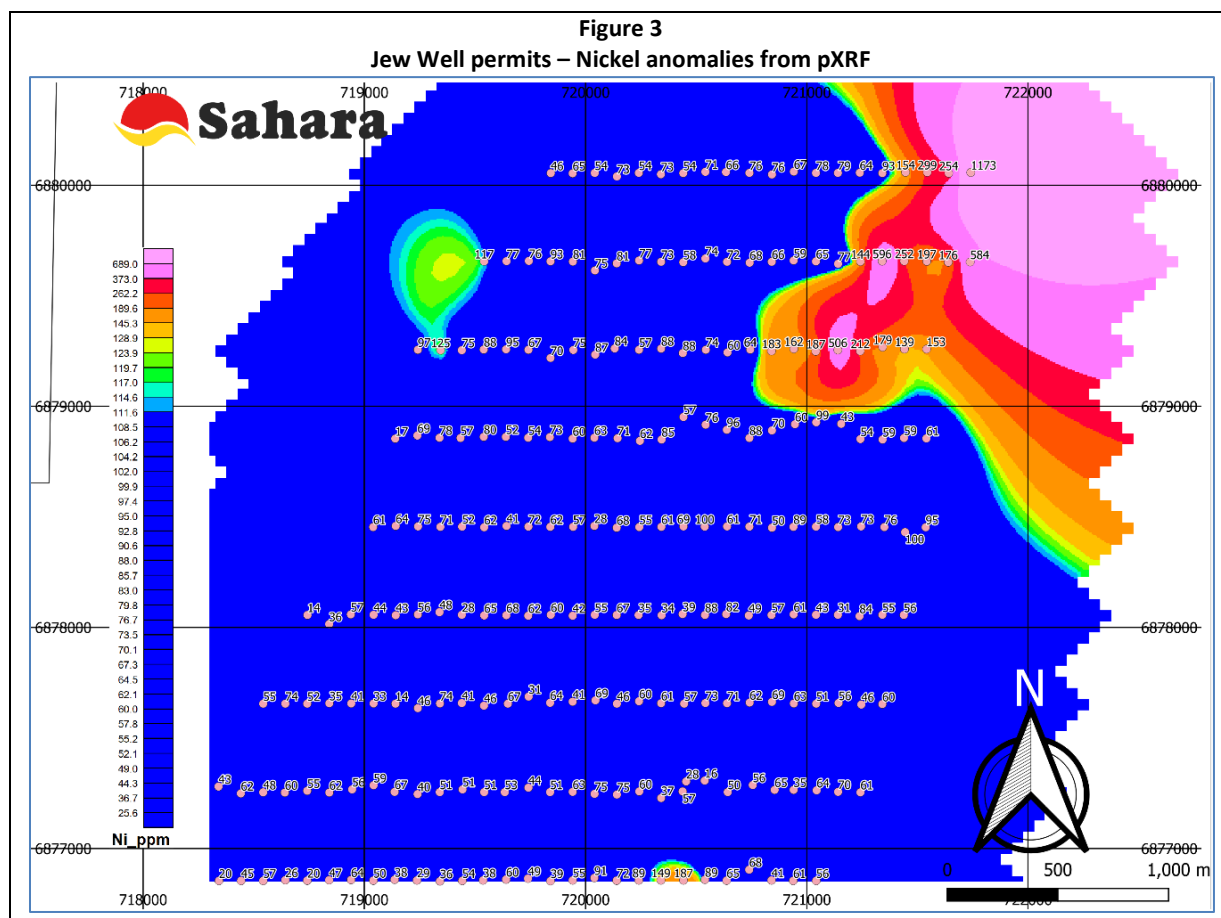 Figure 3
Jew Well permits – Nickel anomalies from pXRF
718000 719000 720000 721000 722000
Sahara
46 65 54 73 54 73 54 71 66 76 76 67 78 79 64 93 154 299 254 1173
6880000 6880000
117 77 76 93 81 75 81 77 73 58 74 72 68 66 59 65 77 144 596 252 197 176 584
97 125 75 88 95 67 70 75 87 84 57 88 88 74 60 64 183 162 187 506 212 179 139 153
6879000 6879000
17 69 78 57 80 52 54 73 60 63 71 62 85 57 76 96 88 70 60 99 43 54 59 59 61
61 64 75 71 52 62 41 72 62 57 28 68 55 61 69 100 61 71 50 89 58 73 73 76 100 95
14 36 57 44 43 56 48 28 65 68 62 60 42 55 67 35 34 39 88 82 49 57 61 43 31 84 55 56
6878000 6878000
55 74 52 35 41 33 14 46 74 41 46 67 31 64 41 69 46 60 61 57 73 71 62 69 63 51 56 46 60
43 62 48 60 55 62 56 59 67 40 51 51 53 44 51 63 75 75 60 37 57 28 16 50 56 65 35 64 70 61
6877000 6877000
20 45 57 26 20 47 64 50 38 29 36 54 38 60 49 39 55 91 72 89 149 187 89 65 68 41 61 56
718000 719000 720000 721000 722000
689.0
373.0
262.2
189.6
145.3
128.9
123.9
119.7
117.0
114.6
111.6
108.5
106.2
104.2
102.0
99.9
97.4
95.0
92.8
90.6
88.0
85.7
83.0
79.8
76.7
73.5
70.1
67.3
64.5
62.1
60.0
57.8
55.2
52.1
49.0
44.3
36.7
25.6
Ni_ppm
N
0 500 1,000 m